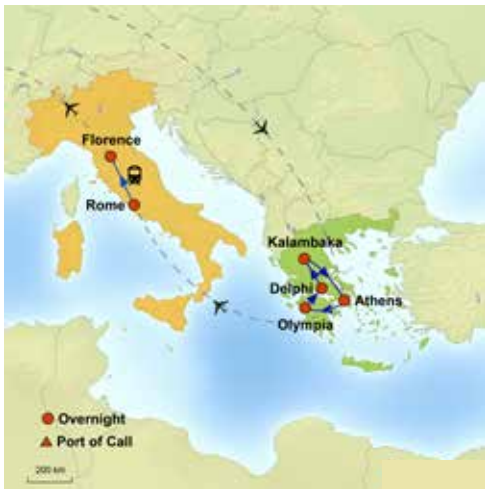 Florence
Rome
Kalambaka
Delphi
Athens
Olympia
Overnight
Port of Call
200 km